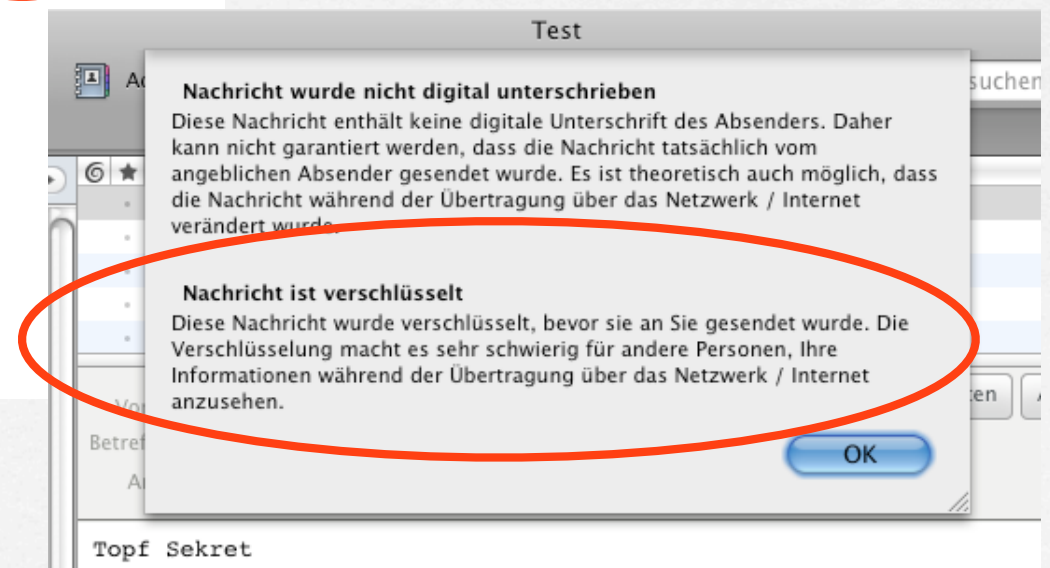 Test
suchen
Nachricht wurde nicht digital unterschrieben
Diese Nachricht enthält keine digitale Unterschrift des Absenders. Daher
kann nicht garantiert werden, dass die Nachricht tatsächlich vom
angeblichen Absender gesendet wurde. Es ist theoretisch auch möglich, dass
die Nachricht während der Übertragung über das Netzwerk / Internet
verändert wurde.
Nachricht ist verschlüsselt
Diese Nachricht wurde verschlüsselt, bevor sie an Sie gesendet wurde. Die
Verschlüsselung macht es sehr schwierig für andere Personen, Ihre
Informationen während der Übertragung über das Netzwerk / Internet
anzusehen.
OK
Topf Sekret